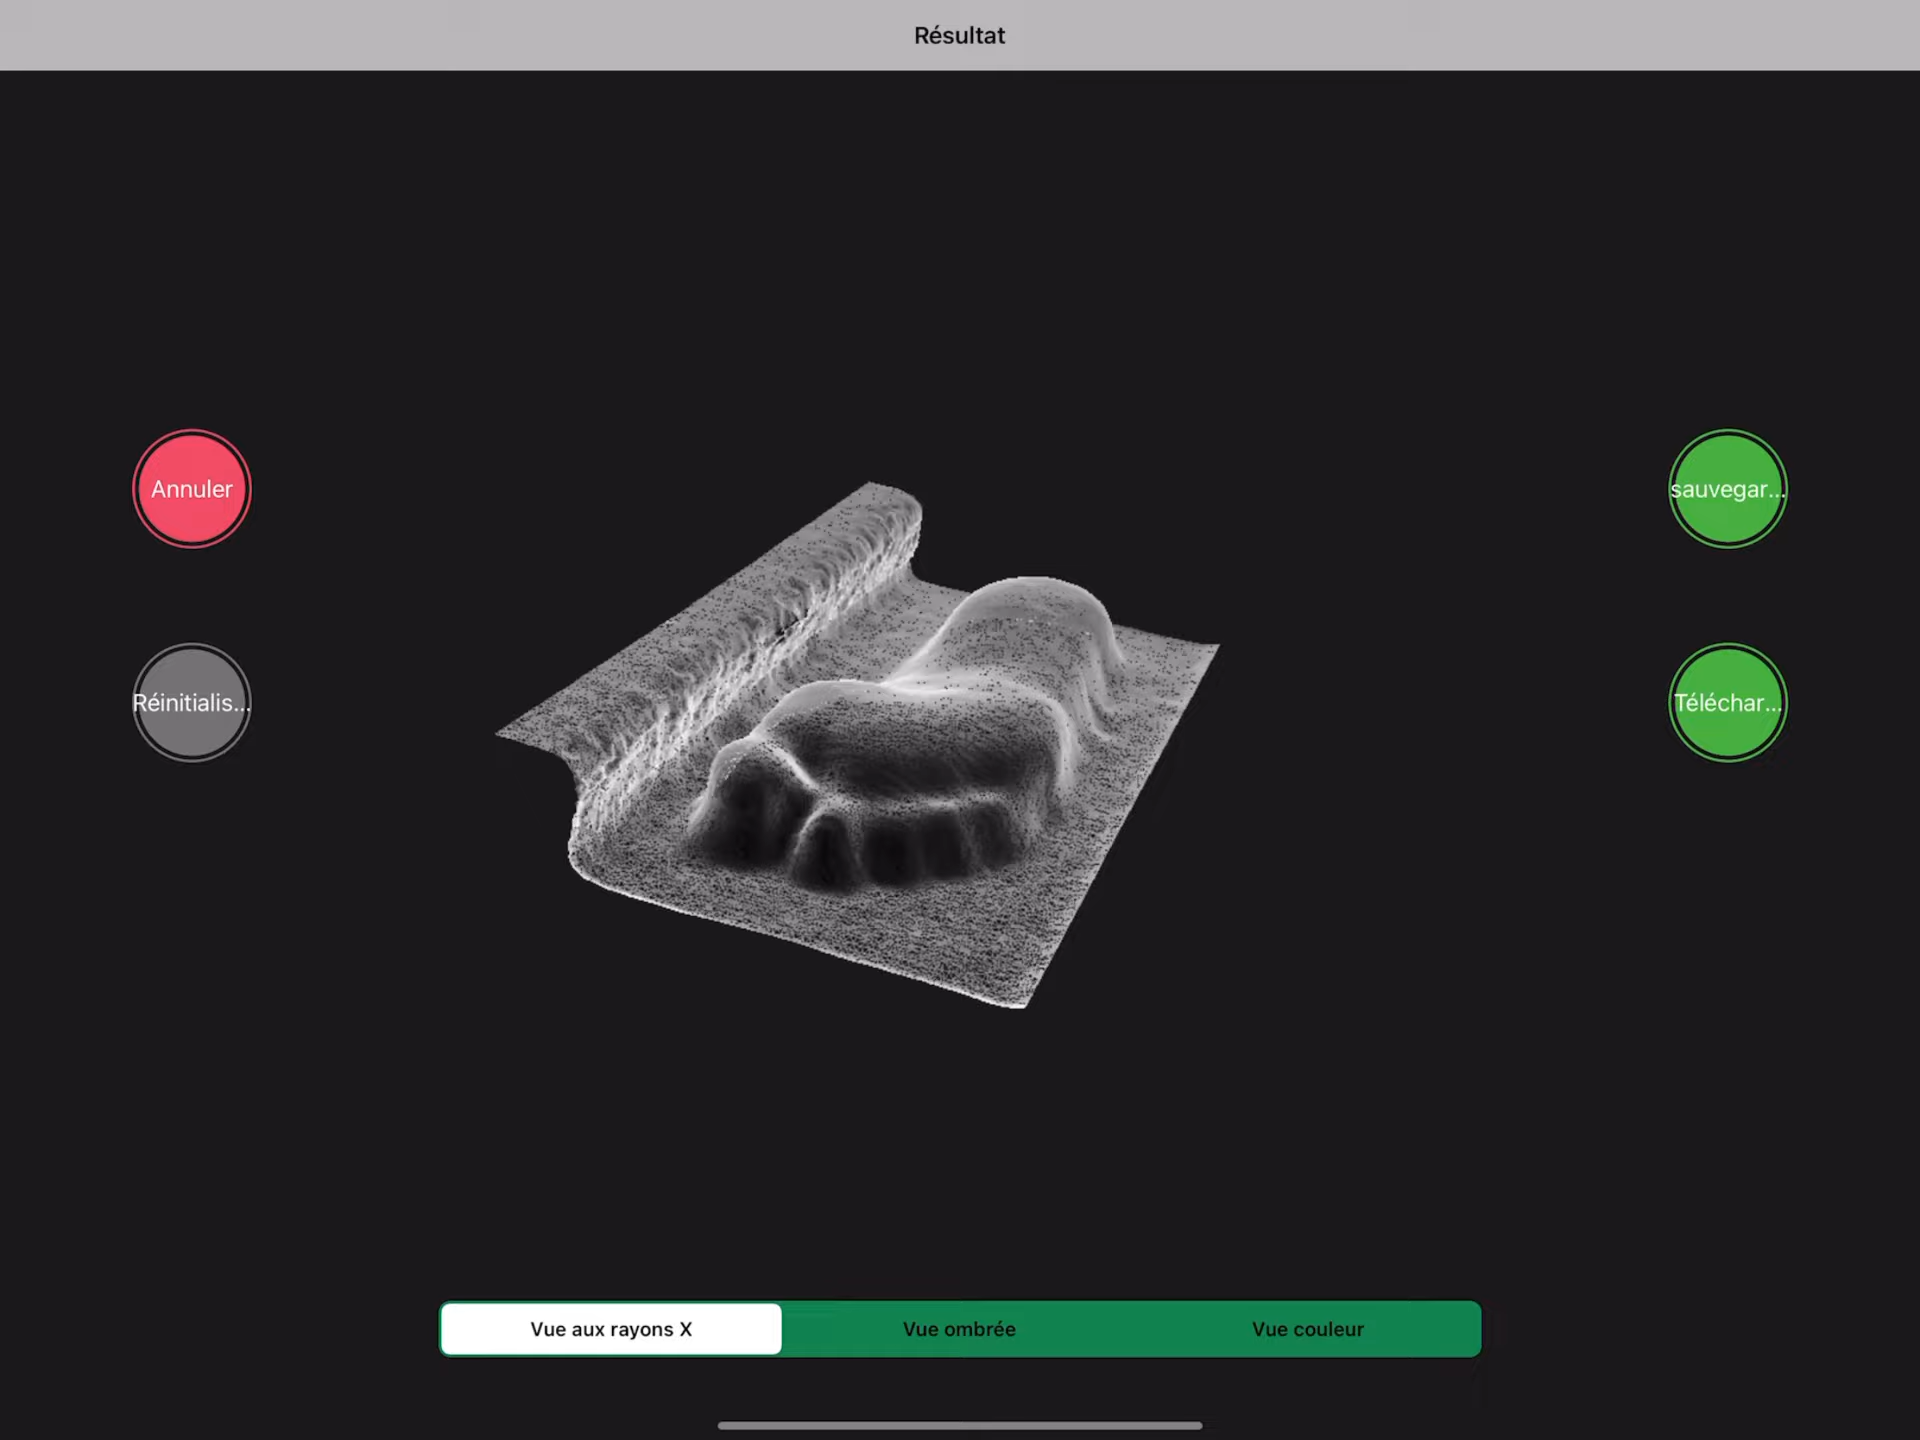 Résultat
Annuler
sauvegar...
Réinitialis...
Téléchar...
Vue aux rayons X
Vue ombrée
Vue couleur